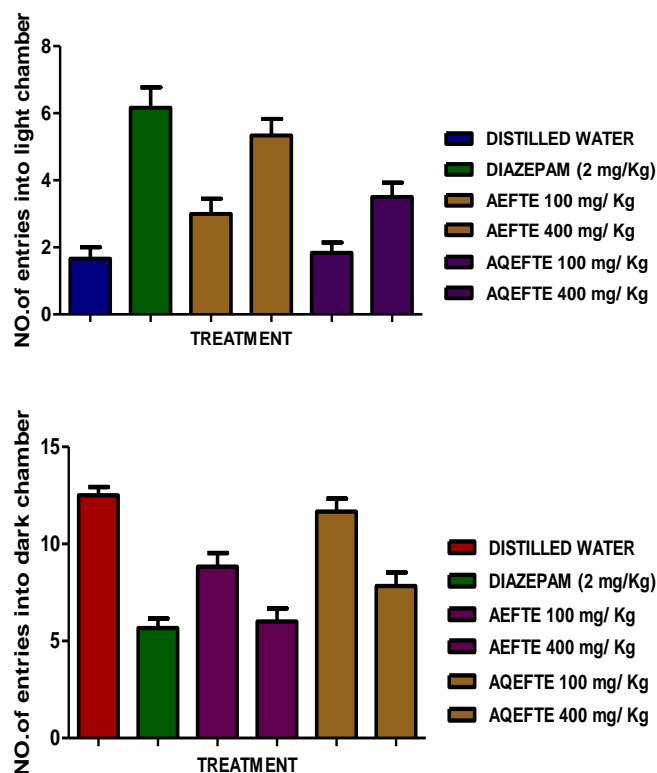 NO.of entries into light chamber
8
6
4
2
0
TREATMENT
DISTILLED WATER
DIAZEPAM (2 mg/Kg)
AEFTE 100 mg/ Kg
AEFTE 400 mg/ Kg
AQEFTE 100 mg/ Kg
AQEFTE 400 mg/ Kg
NO.of entries into dark chamber
15
10
5
0
TREATMENT
DISTILLED WATER
DIAZEPAM (2 mg/Kg)
AEFTE 100 mg/ Kg
AEFTE 400 mg/ Kg
AQEFTE 100 mg/ Kg
AQEFTE 400 mg/ Kg